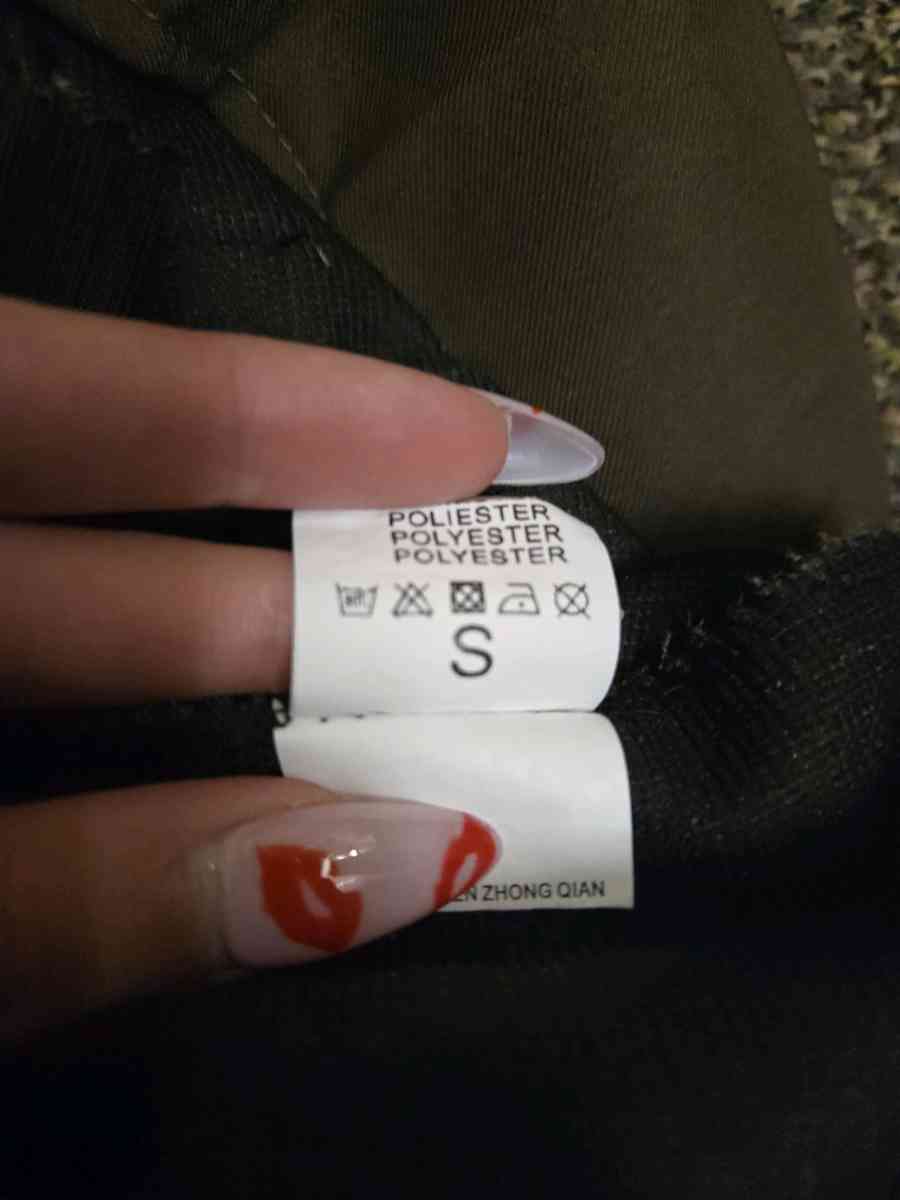 POLIESTER
POLYESTER
POLYESTER
S
ZHONG QIAN